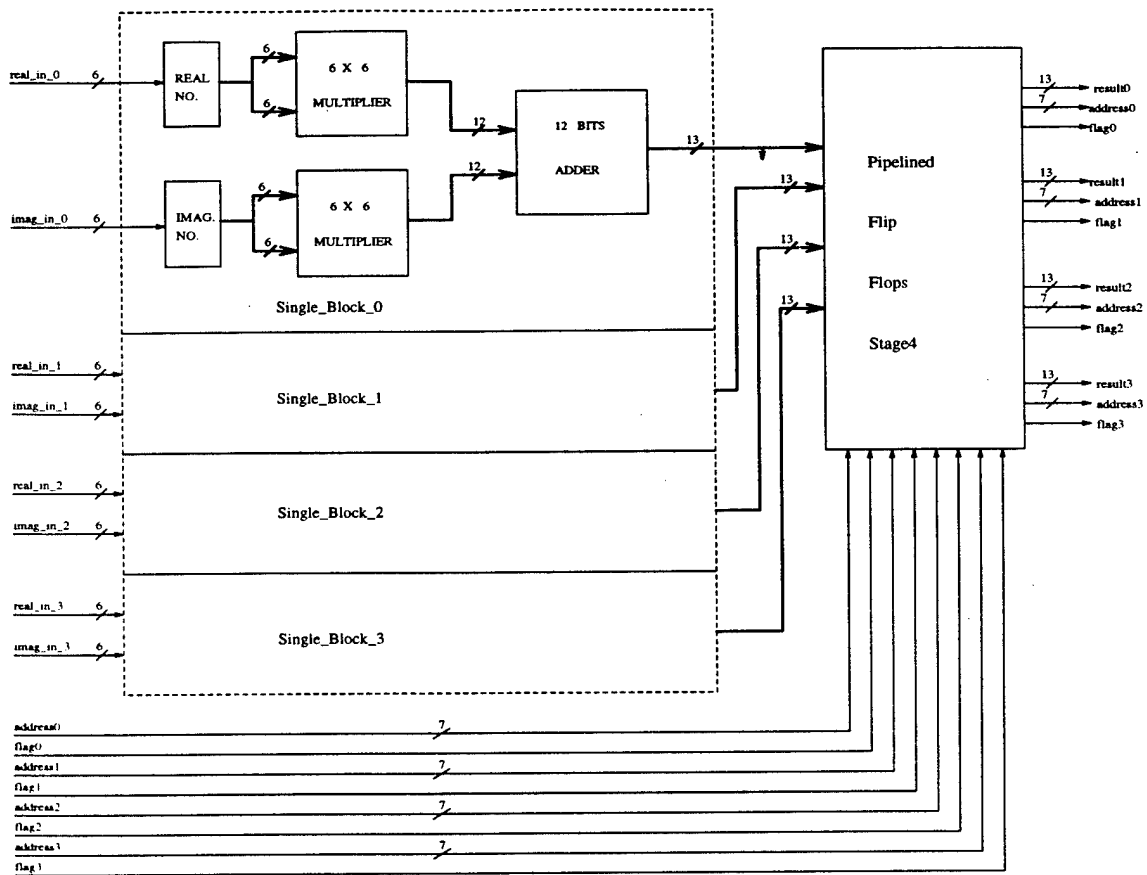 real_in_0
6
REAL
NO.
6
6
6 X 6
MULTIPLIER
12
12 BITS
ADDER
13
imag_in_0
6
IMAG.
NO.
6
6
6 X 6
MULTIPLIER
12
Single_Block_0
real_in_1
6
imag_in_1
6
Single_Block_1
real_in_2
6
imag_in_2
6
Single_Block_2
real_in_3
6
imag_in_3
6
Single_Block_3
13
13
13
Pipelined
Flip
Flops
Stage4
13
result0
7
address0
flag0
13
result1
7
address1
flag1
13
result2
7
address2
flag2
13
result3
7
address3
flag3
address0
7
flag0
address1
7
flag1
address2
7
flag2
address3
7
flag3